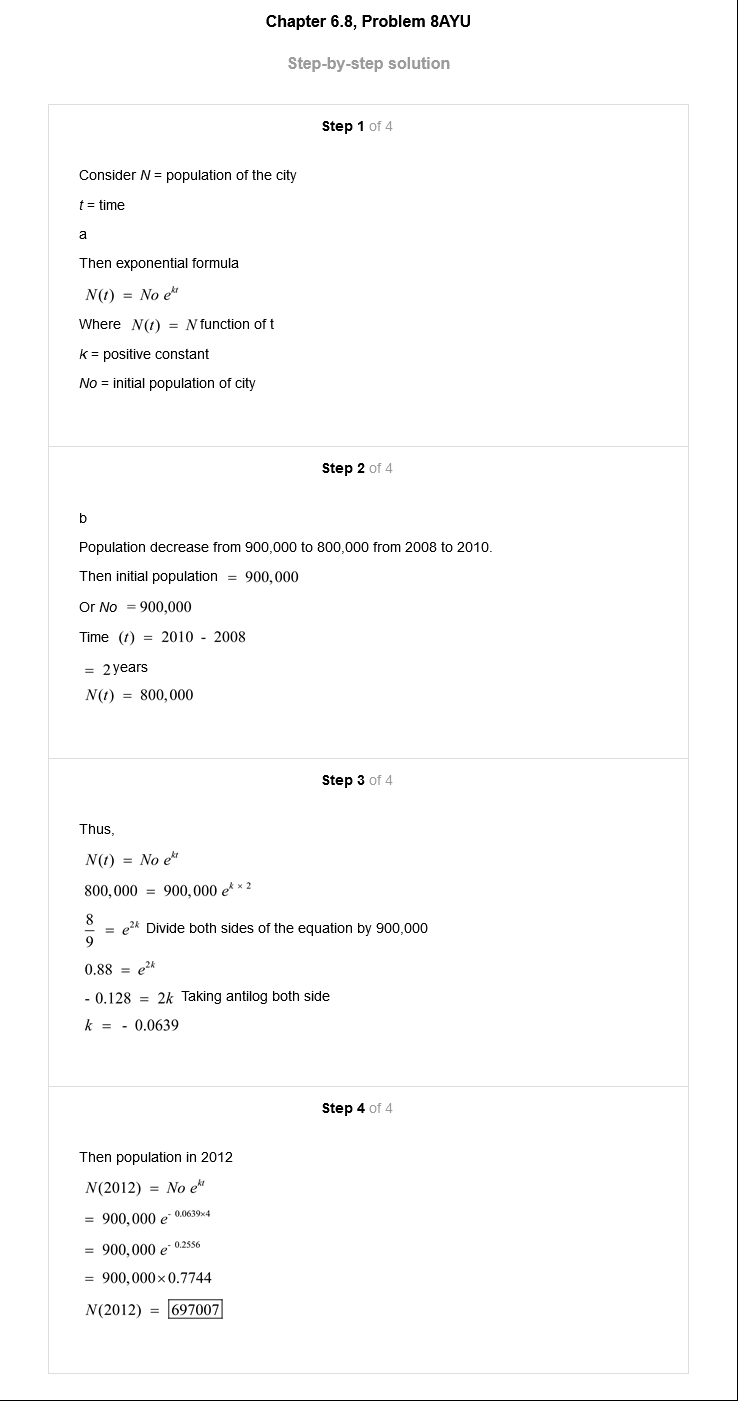 Chapter 6.8, Problem 8AYU
Step-by-step solution
Step 1 of 4
Consider N = population of the city
t = time
a
Then exponential formula
N(t) = No e^{kt}
Where N(t) = N function of t
k = positive constant
No = initial population of city
Step 2 of 4
b
Population decrease from 900,000 to 800,000 from 2008 to 2010.
Then initial population = 900,000
Or No = 900,000
Time (t) = 2010 - 2008
= 2 years
N(t) = 800,000
Step 3 of 4
Thus,
N(t) = No e^{kt}
800,000 = 900,000 e^{k × 2}
8/9 = e^{2k} Divide both sides of the equation by 900,000
0.88 = e^{2k}
- 0.128 = 2k Taking antilog both side
k = - 0.0639
Step 4 of 4
Then population in 2012
N(2012) = No e^{kt}
= 900,000 e^{- 0.0639×4}
= 900,000 e^{- 0.2556}
= 900,000×0.7744
N(2012) = 697007